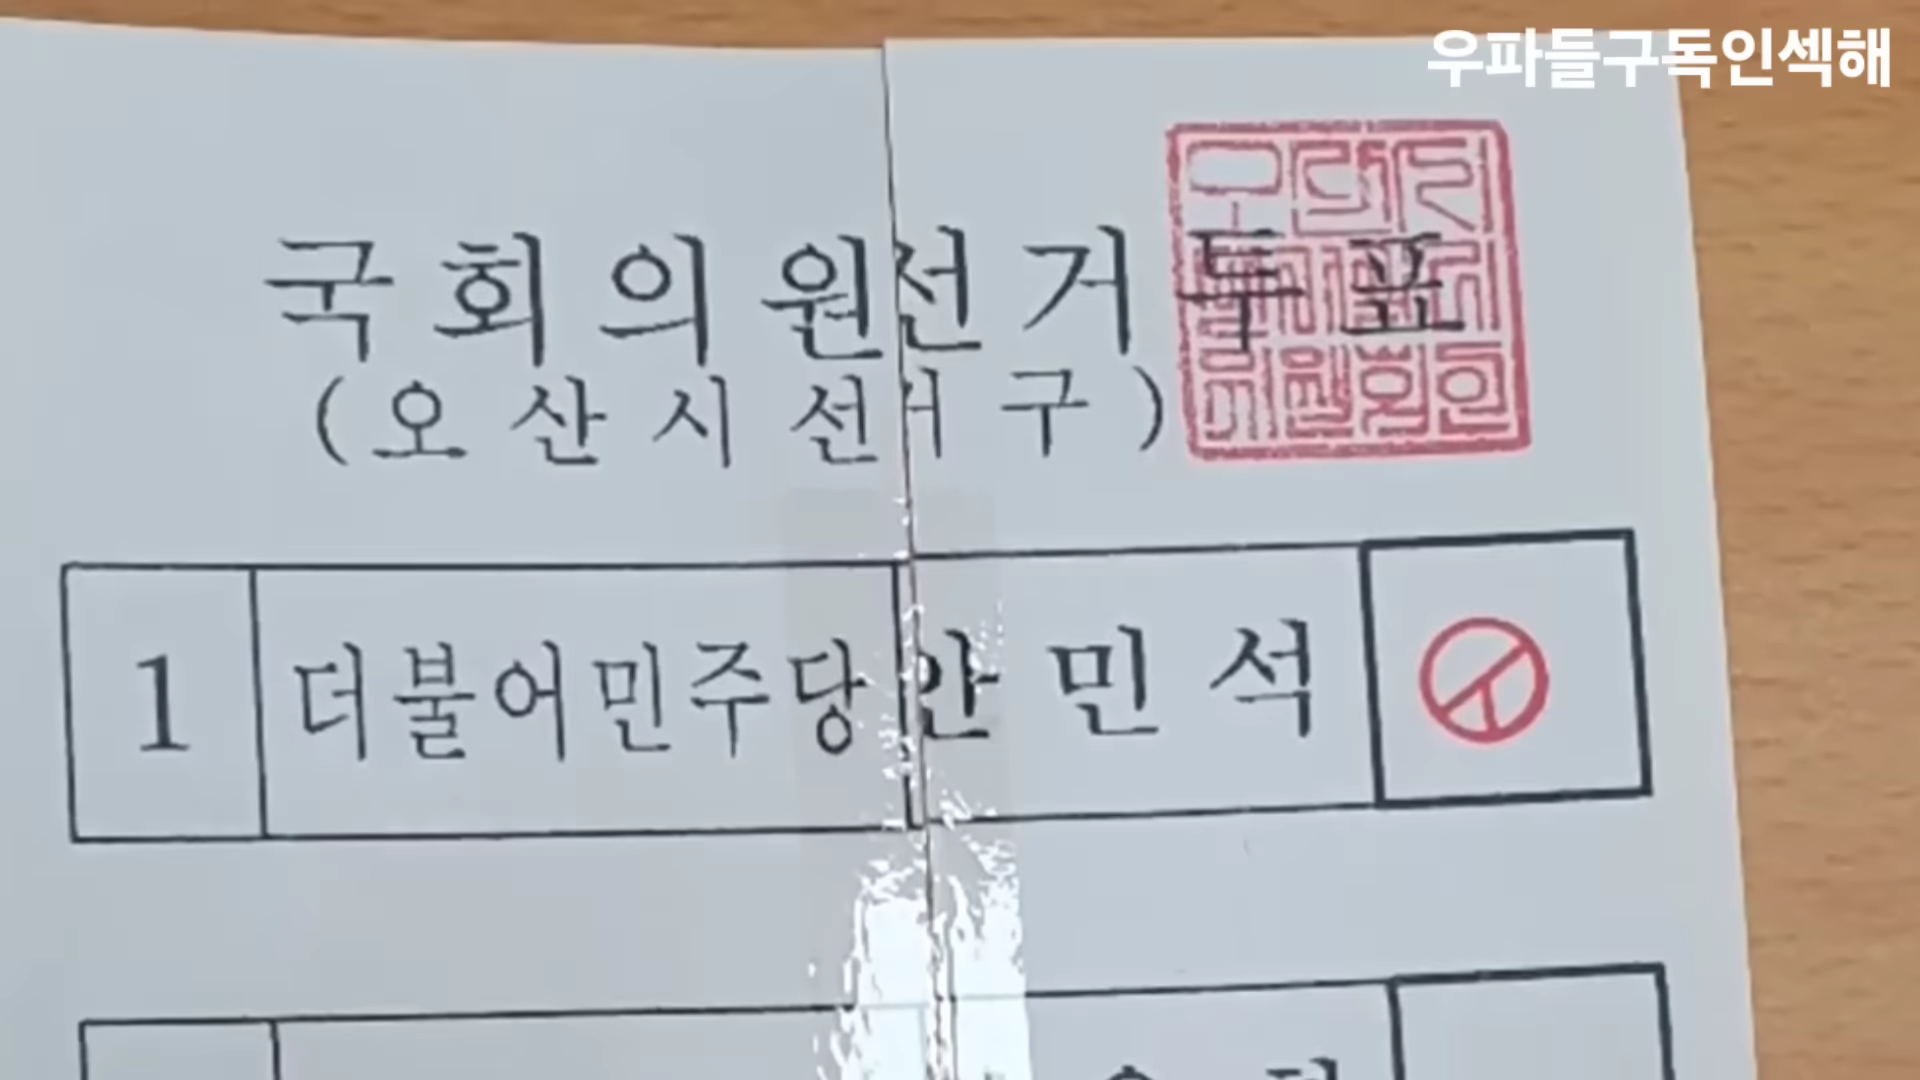 우파들구독인섹해
국회의원선거투표
(오산시선거구)
1 더불어민주당 안민석